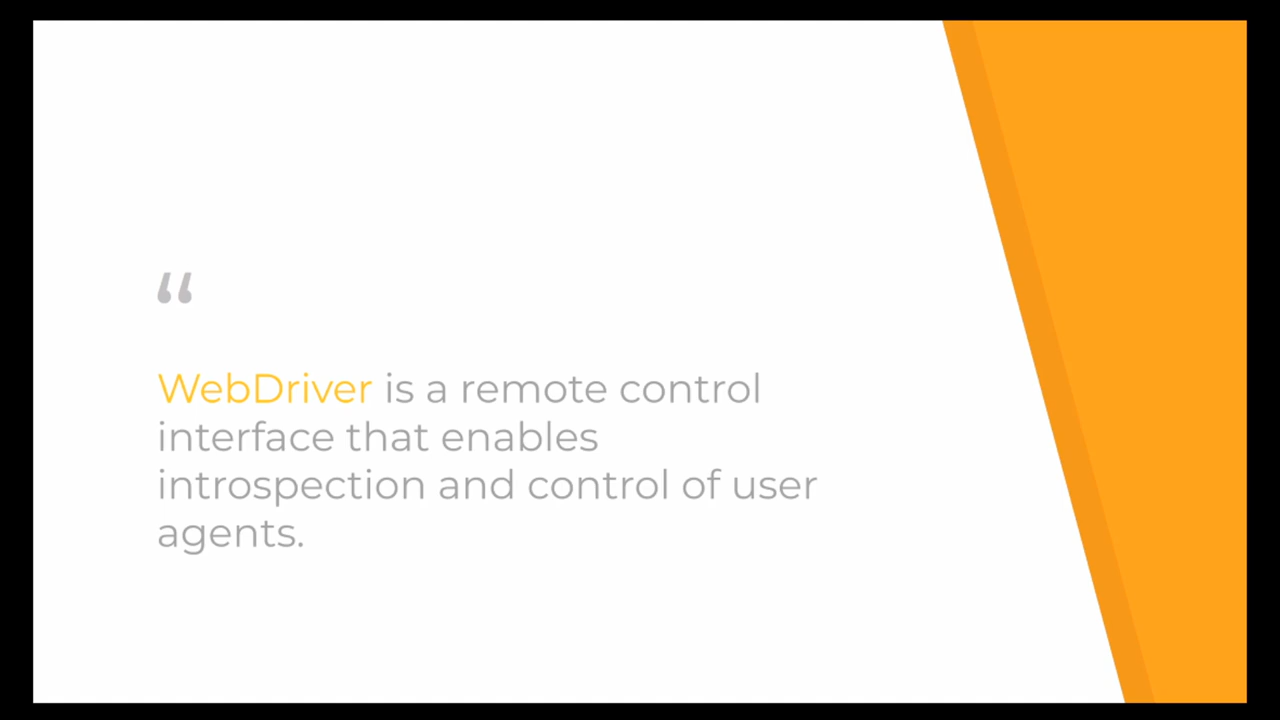 “
WebDriver is a remote control
interface that enables
introspection and control of user
agents.